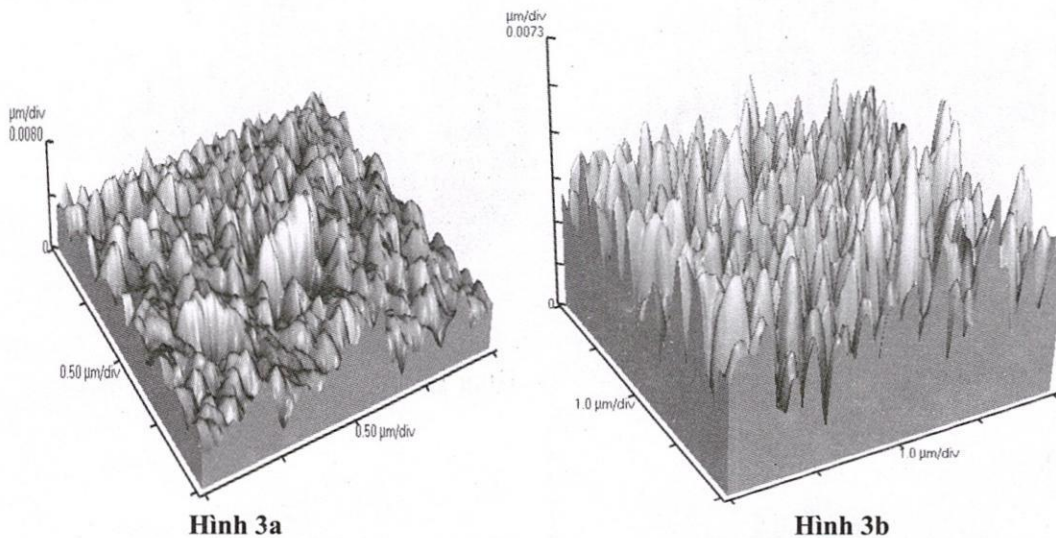 µm/div
0.0080
0
0.50 µm/div
0.50 µm/div
Hình 3a
µm/div
0.0073
0
1.0 µm/div
1.0 µm/div
Hình 3b